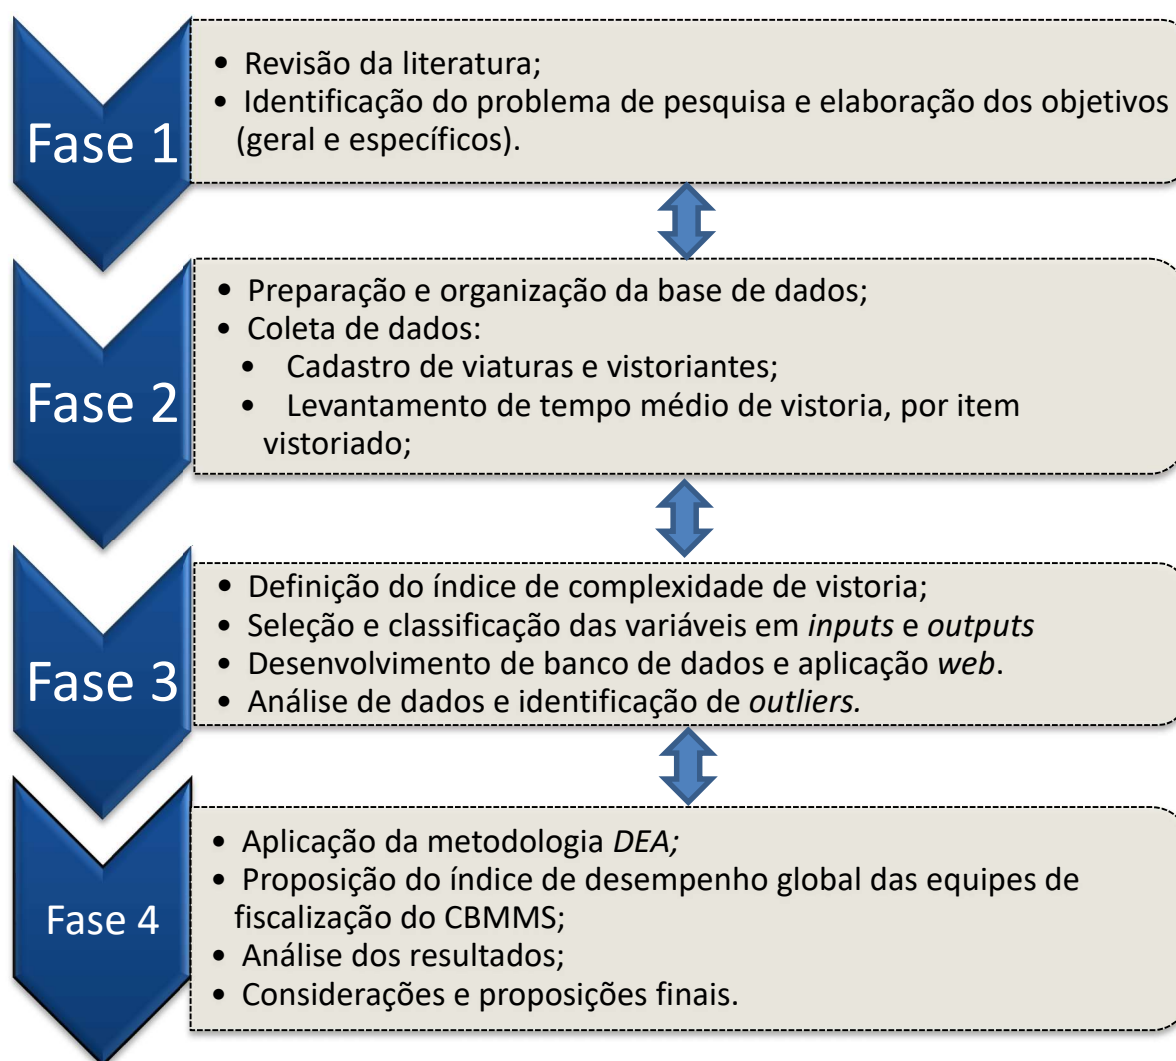 Fase 1
• Revisão da literatura;
• Identificação do problema de pesquisa e elaboração dos objetivos
(geral e específicos).
Fase 2
• Preparação e organização da base de dados;
• Coleta de dados:
• Cadastro de viaturas e vistoriantes;
• Levantamento de tempo médio de vistoria, por item
vistoriado;
Fase 3
• Definição do índice de complexidade de vistoria;
• Seleção e classificação das variáveis em inputs e outputs
• Desenvolvimento de banco de dados e aplicação web.
• Análise de dados e identificação de outliers.
Fase 4
• Aplicação da metodologia DEA;
• Proposição do índice de desempenho global das equipes de
fiscalização do CBMMS;
• Análise dos resultados;
• Considerações e proposições finais.